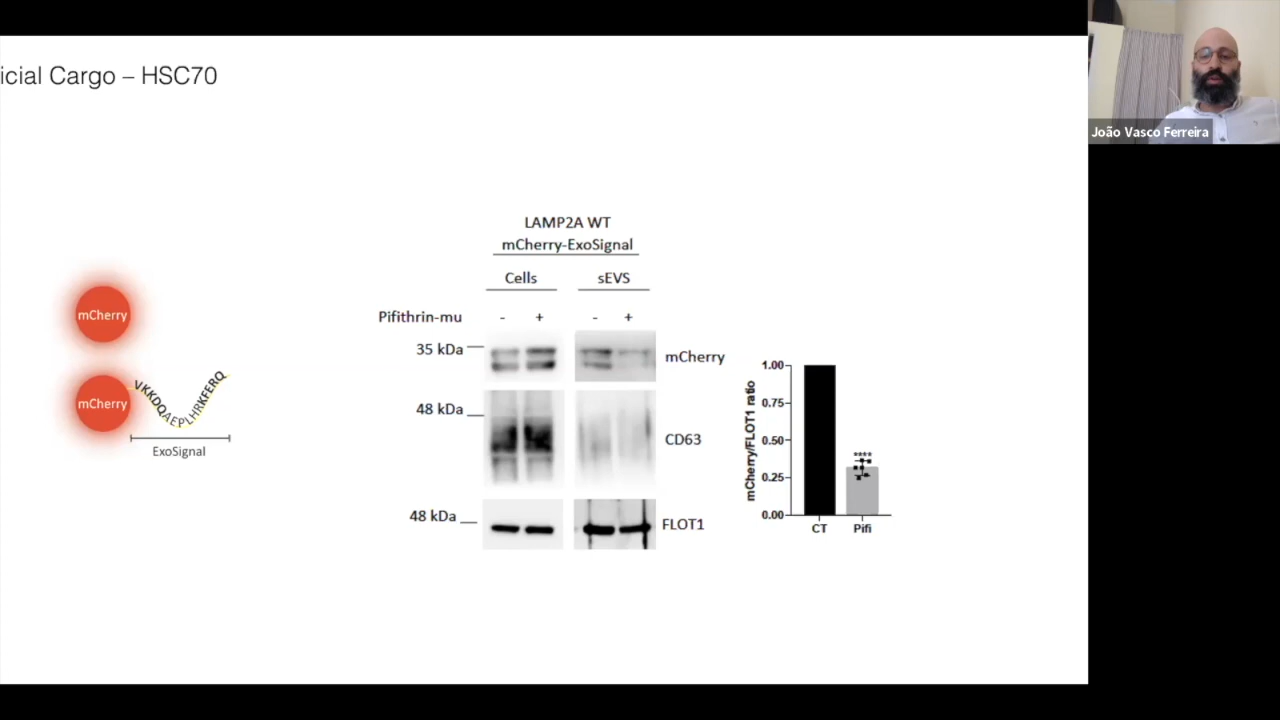 icial Cargo – HSC70
João Vasco Ferreira
LAMP2A WT
mCherry-ExoSignal
Cells sEVS
Pifithrin-mu - + - +
35 kDa
mCherry
48 kDa
CD63
48 kDa
FLOT1
mCherry
mCherry
VKKDQAEPLHRKFERQ
ExoSignal
mCherry/FLOT1 ratio
1.00
0.75
0.50
0.25
0.00
****
CT Pifi